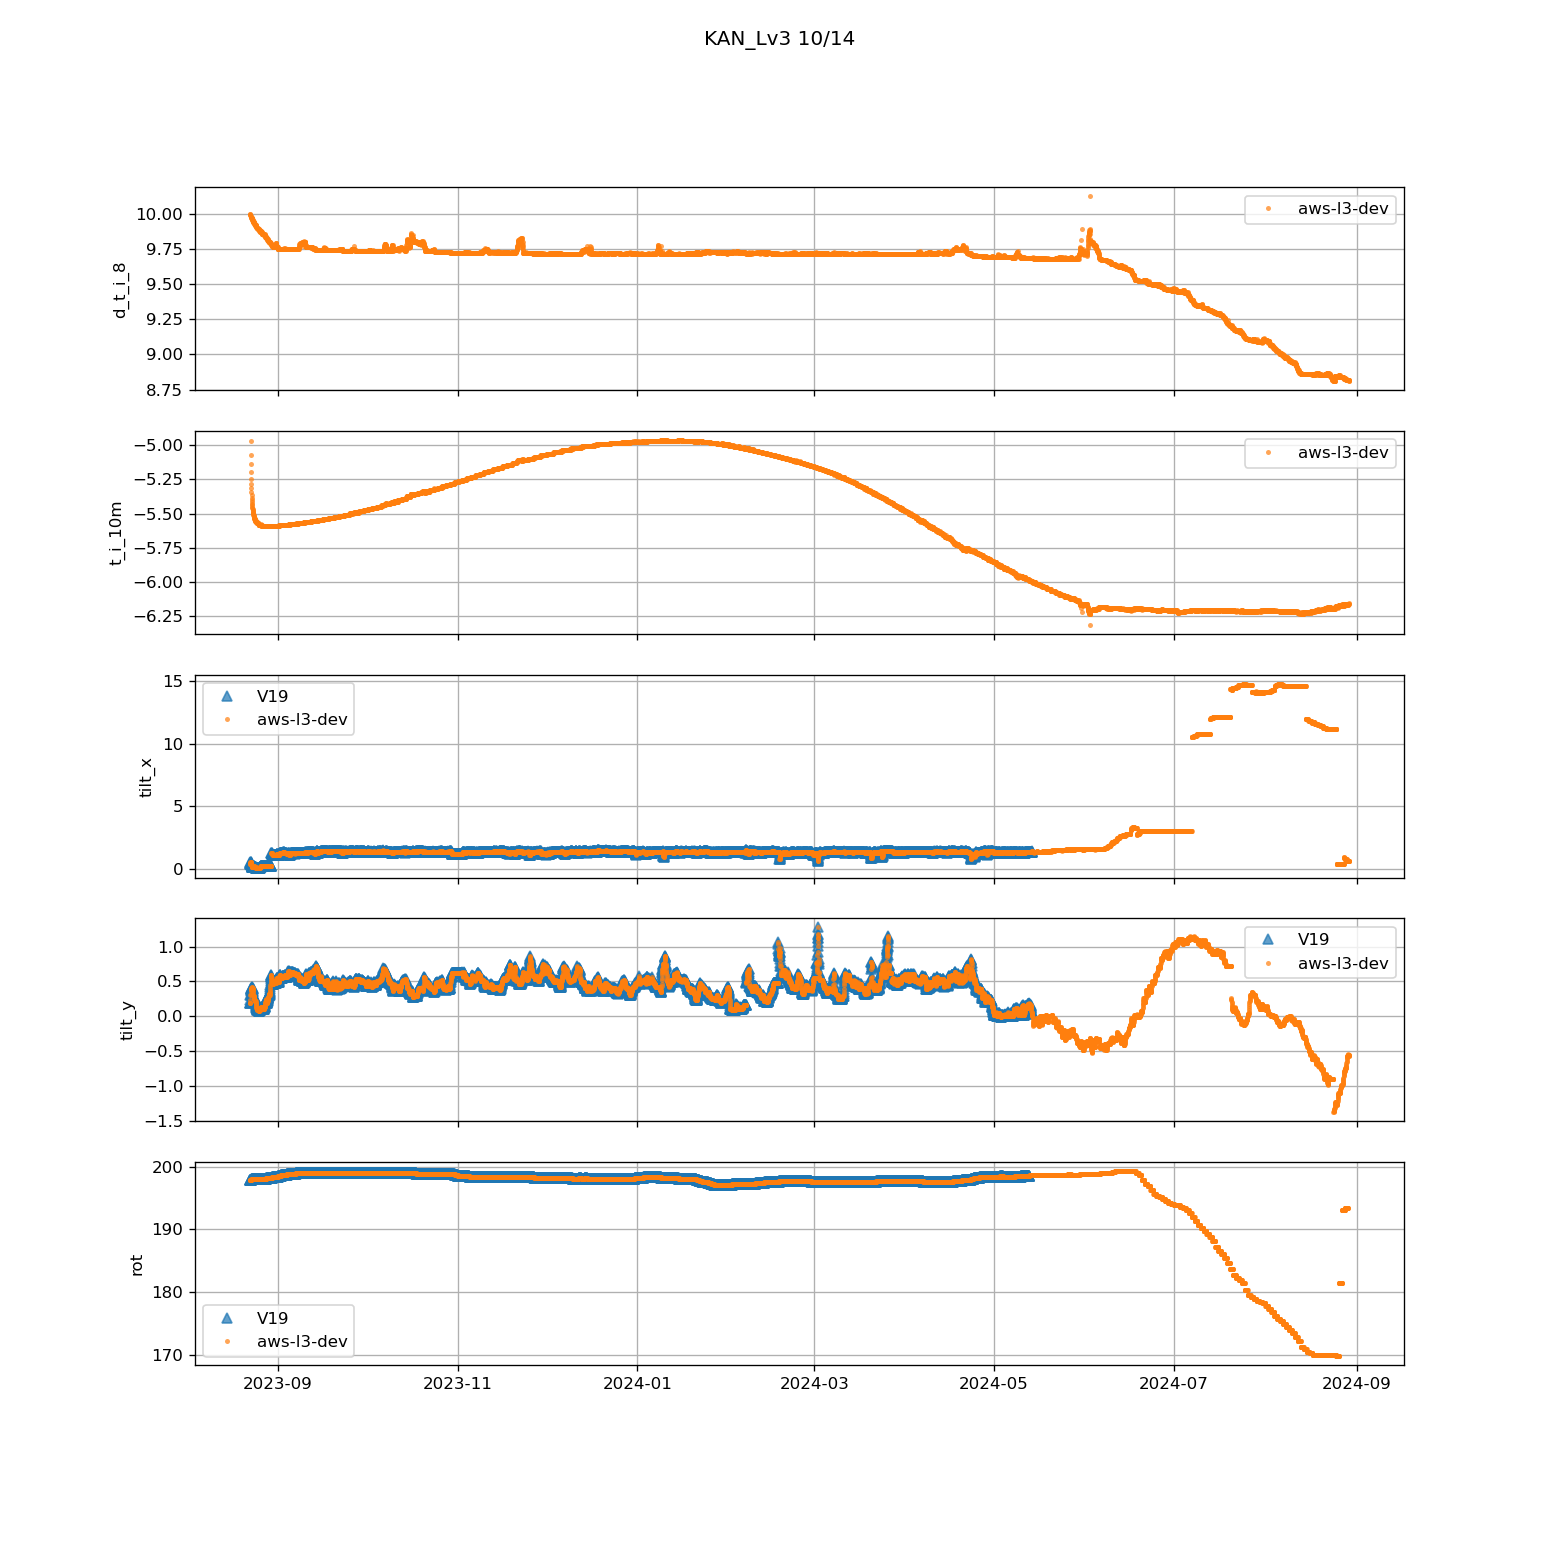 KAN_Lv3 10/14
d_t_i_8
10.00
9.75
9.50
9.25
9.00
8.75
aws-l3-dev
t_i_10m
−5.00
−5.25
−5.50
−5.75
−6.00
−6.25
aws-l3-dev
tilt_x
15
10
5
0
V19
aws-l3-dev
tilt_y
1.0
0.5
0.0
−0.5
−1.0
−1.5
V19
aws-l3-dev
rot
200
190
180
170
V19
aws-l3-dev
2023-09 2023-11 2024-01 2024-03 2024-05 2024-07 2024-09